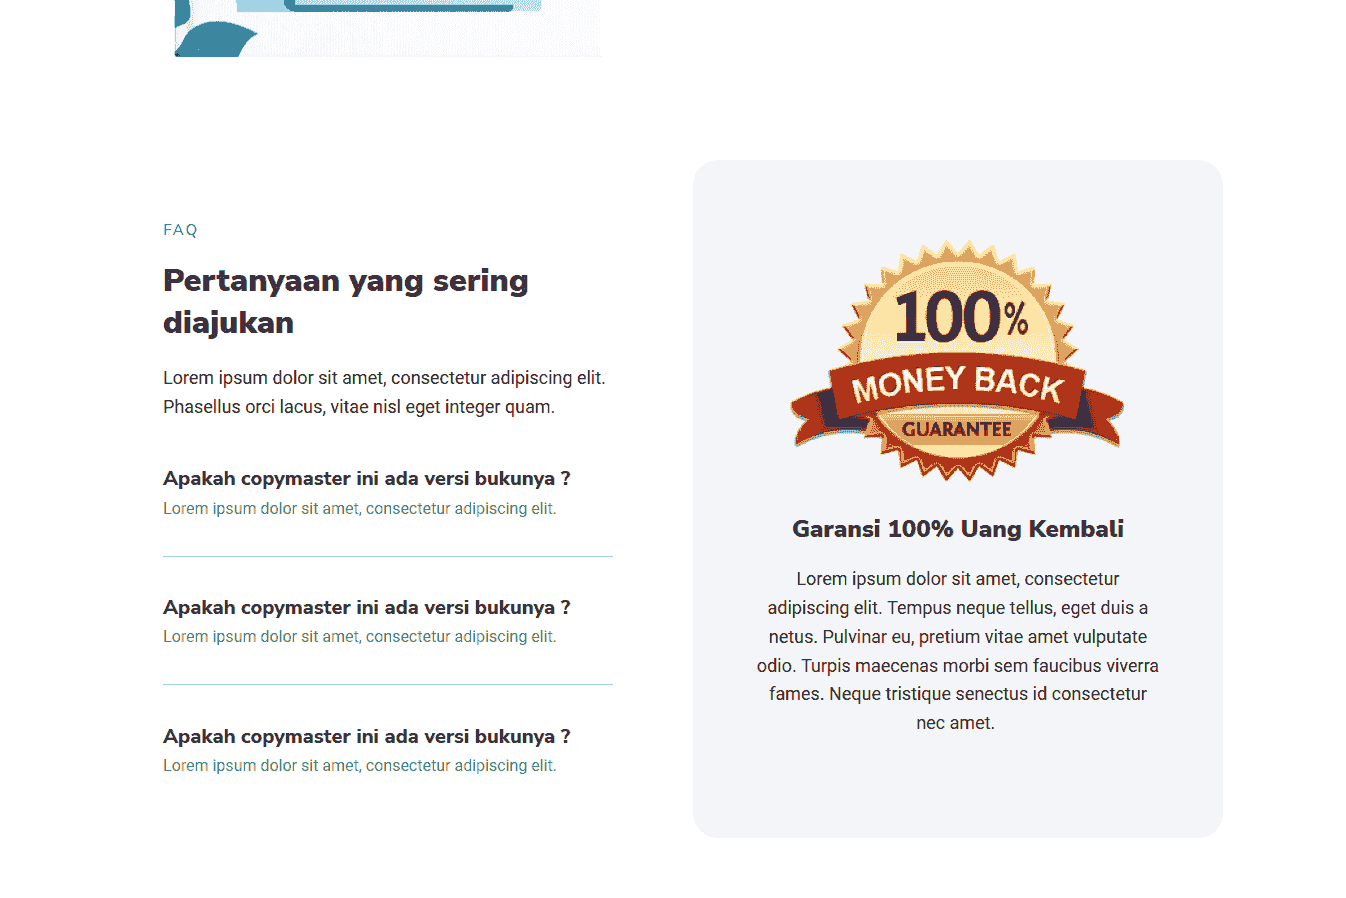 FAQ
Pertanyaan yang sering
diajukan
Lorem ipsum dolor sit amet, consectetur adipiscing elit.
Phasellus orci lacus, vitae nisl eget integer quam.
Apakah copymaster ini ada versi bukunya ?
Lorem ipsum dolor sit amet, consectetur adipiscing elit.
Apakah copymaster ini ada versi bukunya ?
Lorem ipsum dolor sit amet, consectetur adipiscing elit.
Apakah copymaster ini ada versi bukunya ?
Lorem ipsum dolor sit amet, consectetur adipiscing elit.
100%
MONEY BACK
GUARANTEE
Garansi 100% Uang Kembali
Lorem ipsum dolor sit amet, consectetur
adipiscing elit. Tempus neque tellus, eget duis a
netus. Pulvinar eu, pretium vitae amet vulputate
odio. Turpis maecenas morbi sem faucibus viverra
fames. Neque tristique senectus id consectetur
nec amet.